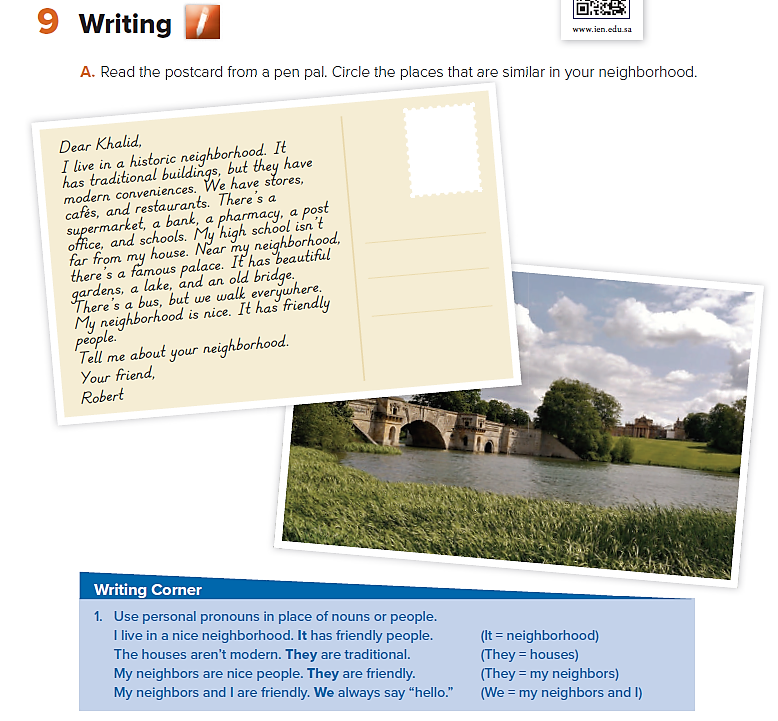 9 Writing
www.ien.edu.sa
A. Read the postcard from a pen pal. Circle the places that are similar in your neighborhood.
Dear Khalid,
I live in a historic neighborhood. It
has traditional buildings, but they have
modern conveniences. We have stores,
cafés, and restaurants. There's a
supermarket, a bank, a pharmacy, a post
office, and schools. My high school isn't
far from my house. Near my neighborhood,
there's a famous palace. It has beautiful
gardens, a lake, and an old bridge.
There's a bus, but we walk everywhere.
My neighborhood is nice. It has friendly
people.
Tell me about your neighborhood.
Your friend,
Robert
Writing Corner
1. Use personal pronouns in place of nouns or people.
I live in a nice neighborhood. It has friendly people. (It = neighborhood)
The houses aren't modern. They are traditional. (They = houses)
My neighbors are nice people. They are friendly. (They = my neighbors)
My neighbors and I are friendly. We always say “hello.” (We = my neighbors and I)